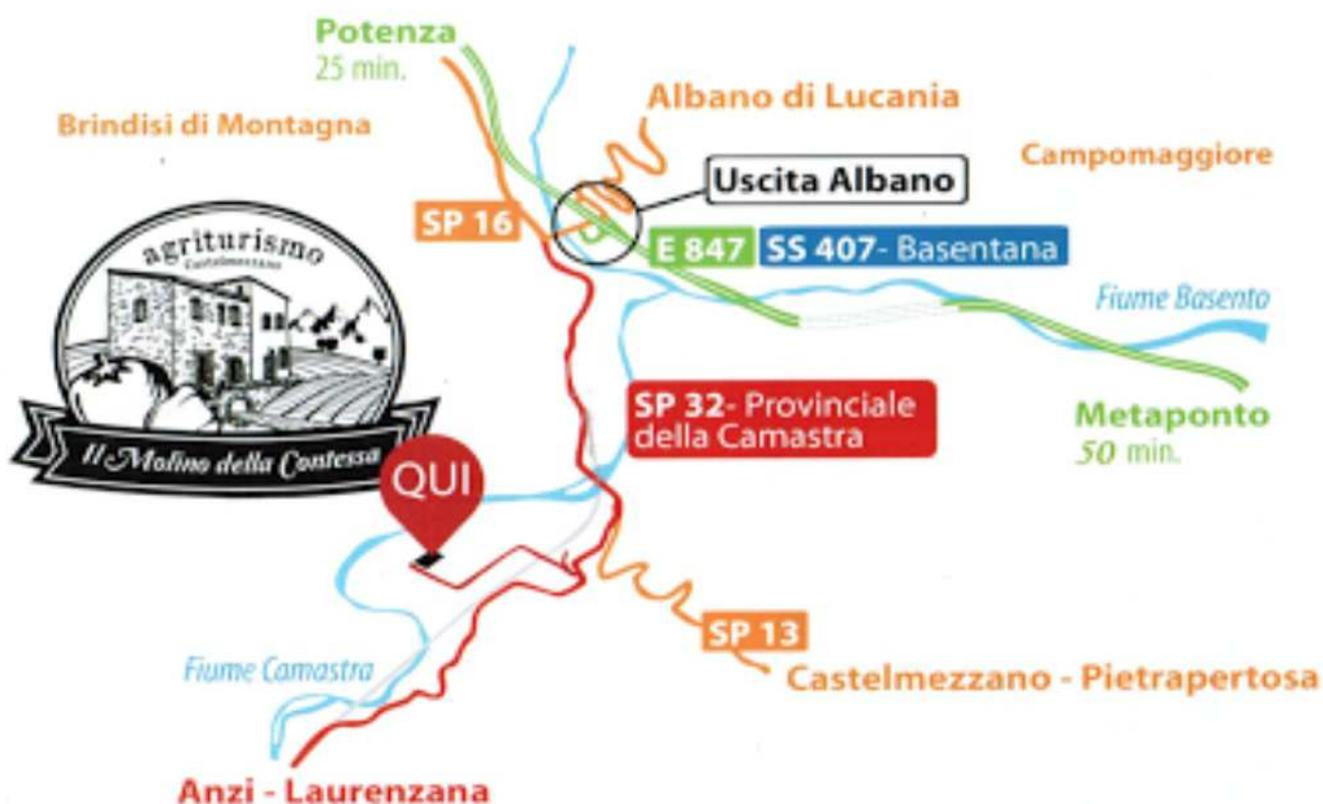 Potenza
25 min.
Albano di Lucania
Brindisi di Montagna
Campomaggiore
Uscita Albano
SP 16
E 847
SS 407- Basentana
agriturismo
Castelmezzano
Fiume Basento
SP 32- Provinciale
della Camastra
Metaponto
50 min.
Il Molino della Contessa
QUI
SP 13
Fiume Camastra
Castelmezzano - Pietrapertosa
Anzi - Laurenzana